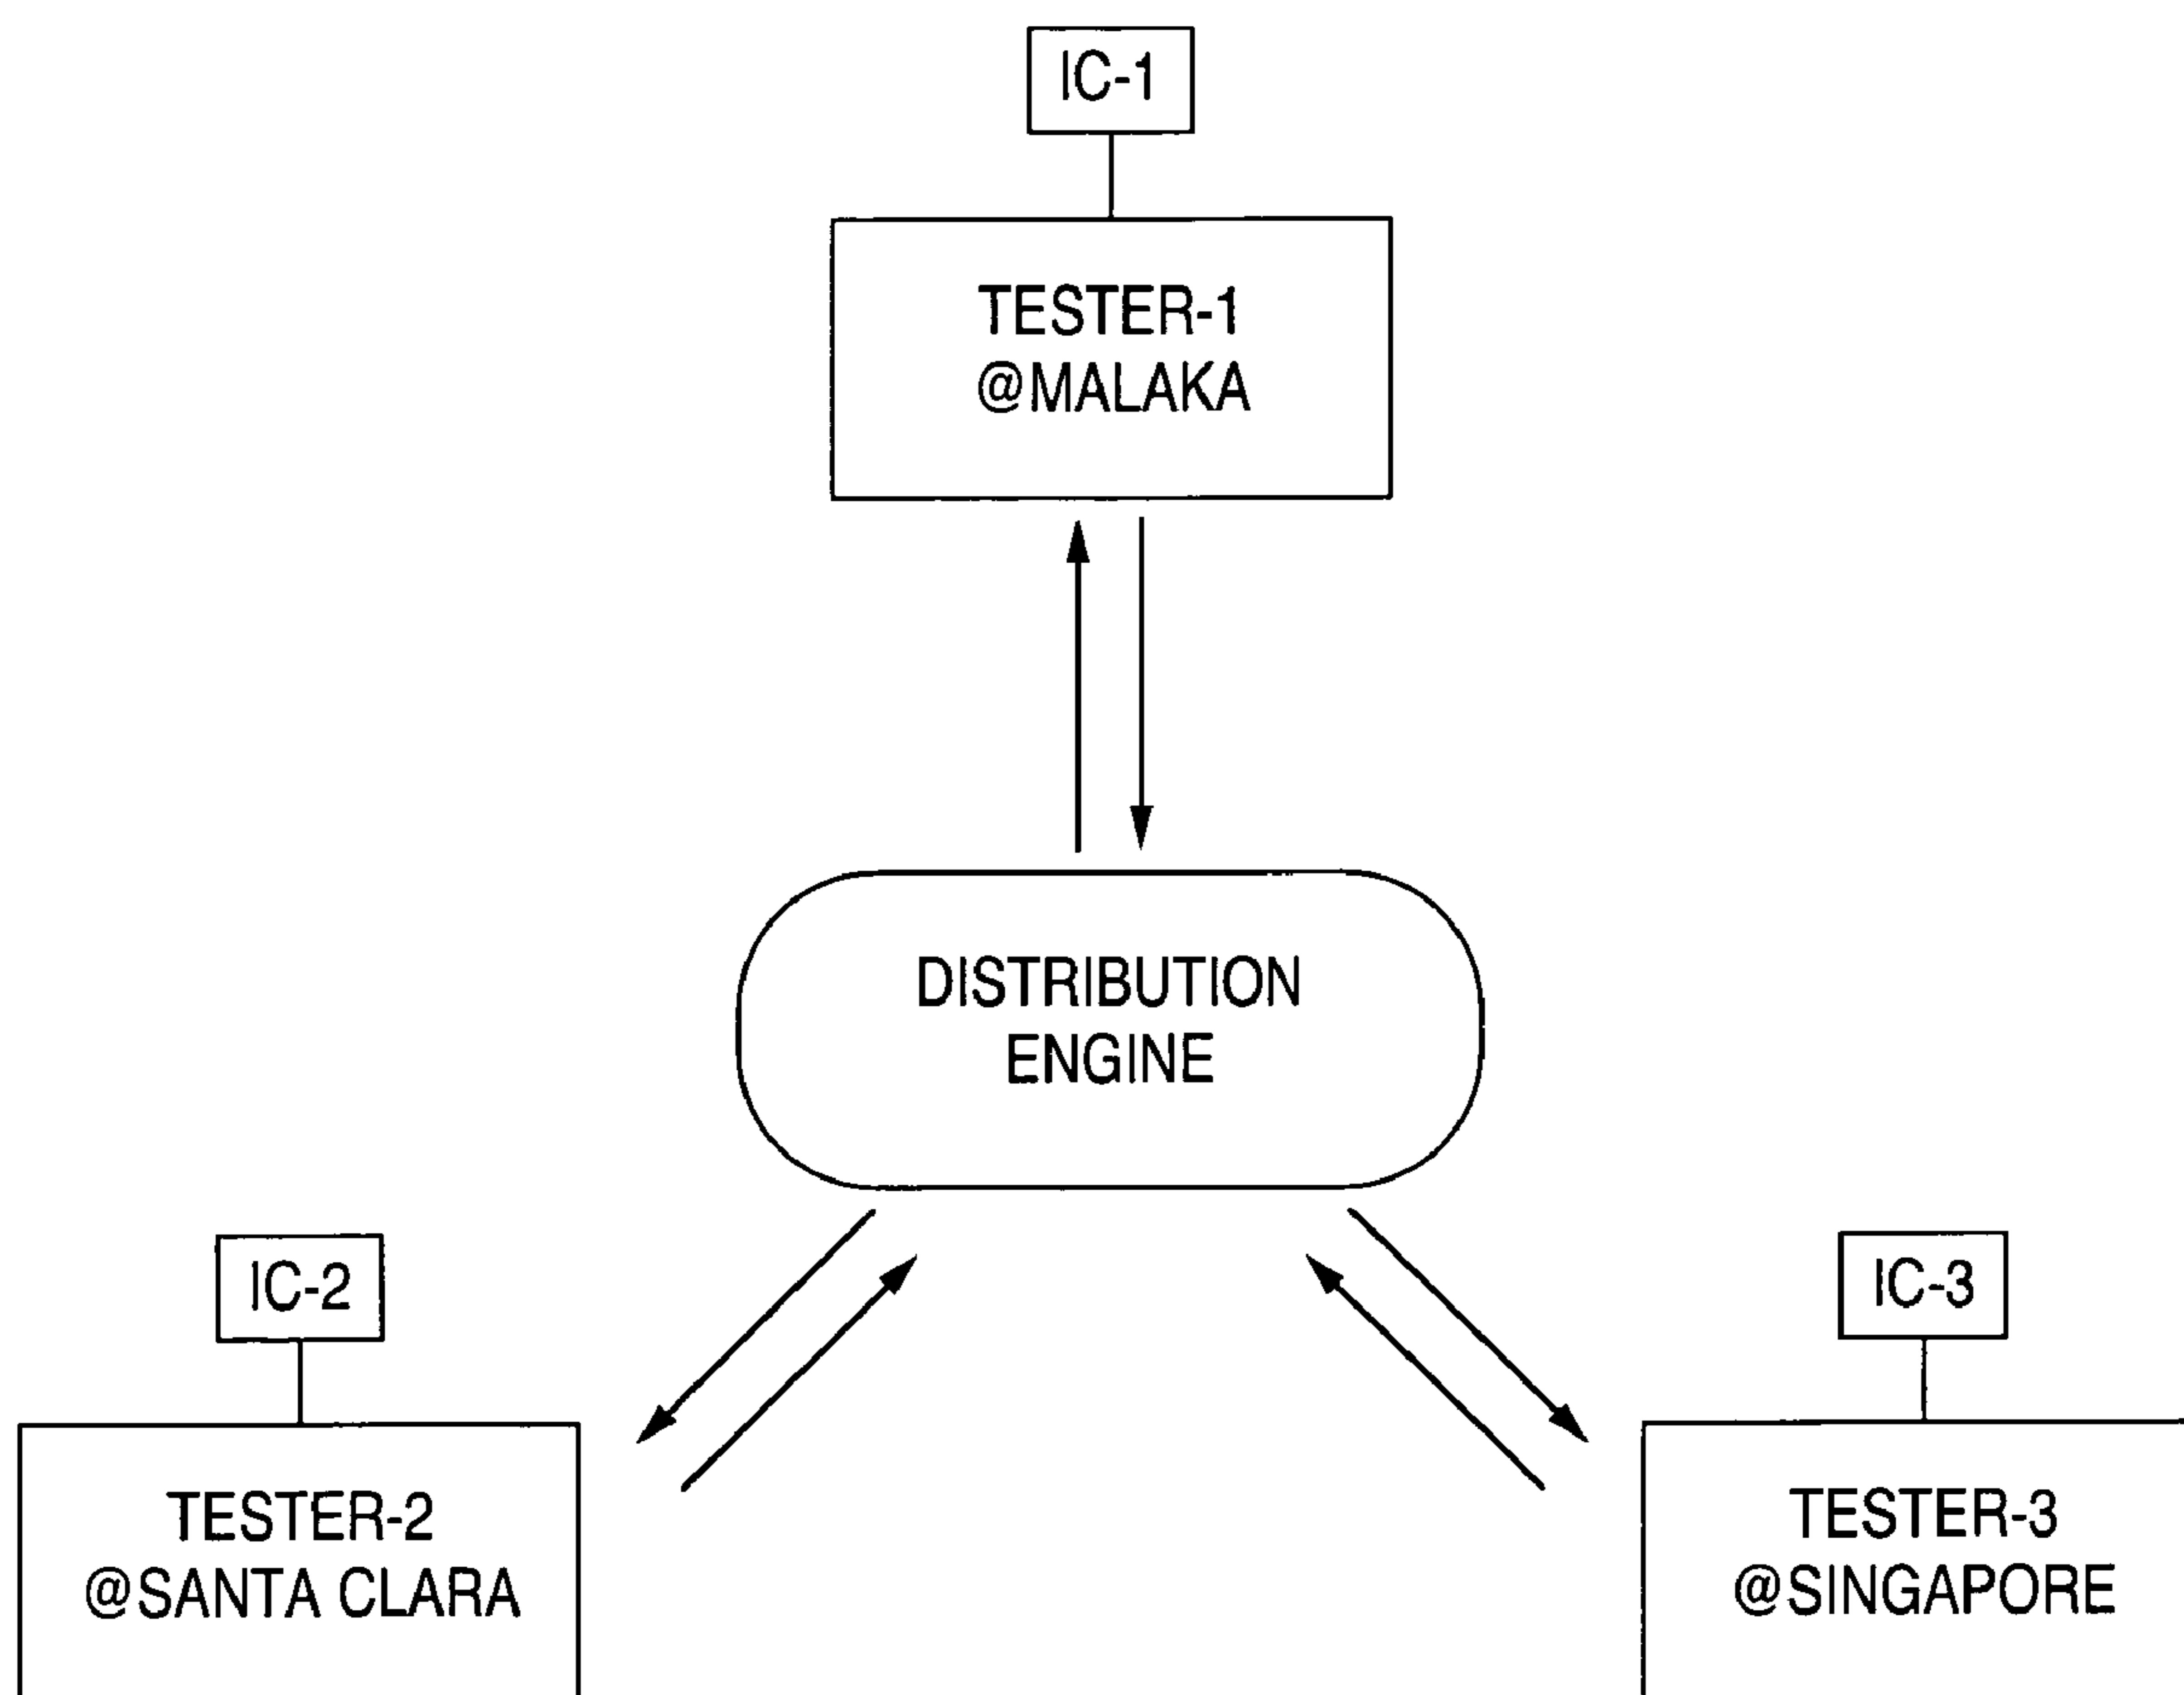 IC-1
TESTER-1
@MALAKA
DISTRIBUTION
ENGINE
IC-2
TESTER-2
@SANTA CLARA
IC-3
TESTER-3
@SINGAPORE